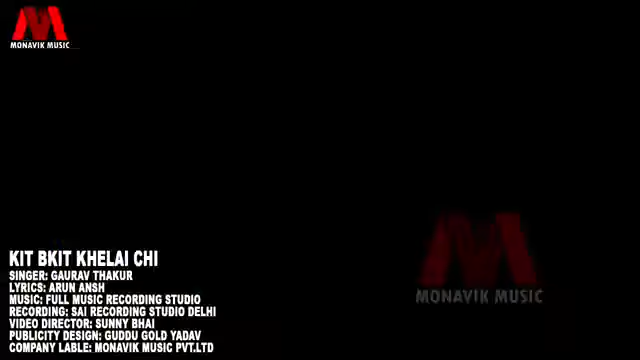 MONAVIK MUSIC
MONAVIK MUSIC
KIT BKIT KHELAI CHI
SINGER: GAURAV THAKUR
LYRICS: ARUN ANSH
MUSIC: FULL MUSIC RECORDING STUDIO
RECORDING: SAI RECORDING STUDIO DELHI
VIDEO DIRECTOR: SUNNY BHAI
PUBLICITY DESIGN: GUDDU GOLD YADAV
COMPANY LABLE: MONAVIK MUSIC PVT.LTD